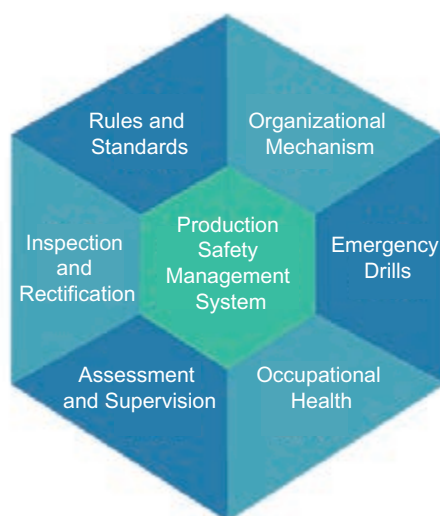 Rules and
Standards
Organizational
Mechanism
Inspection
and
Rectification
Production
Safety
Management
System
Emergency
Drills
Assessment
and Supervision
Occupational
Health